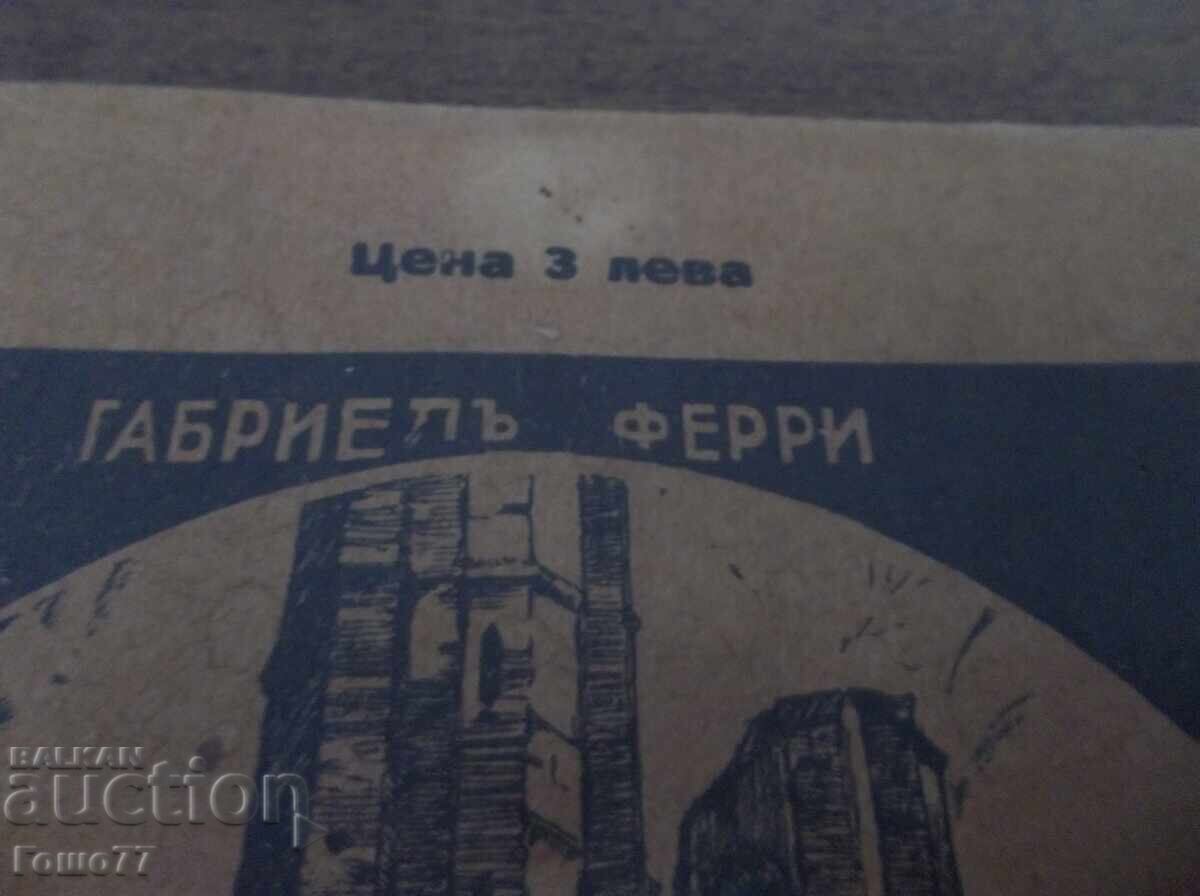 Цена 3 лева
ГАБРИЕЛЪ ФЕРРИ
BALKAN
auction
Гошо77